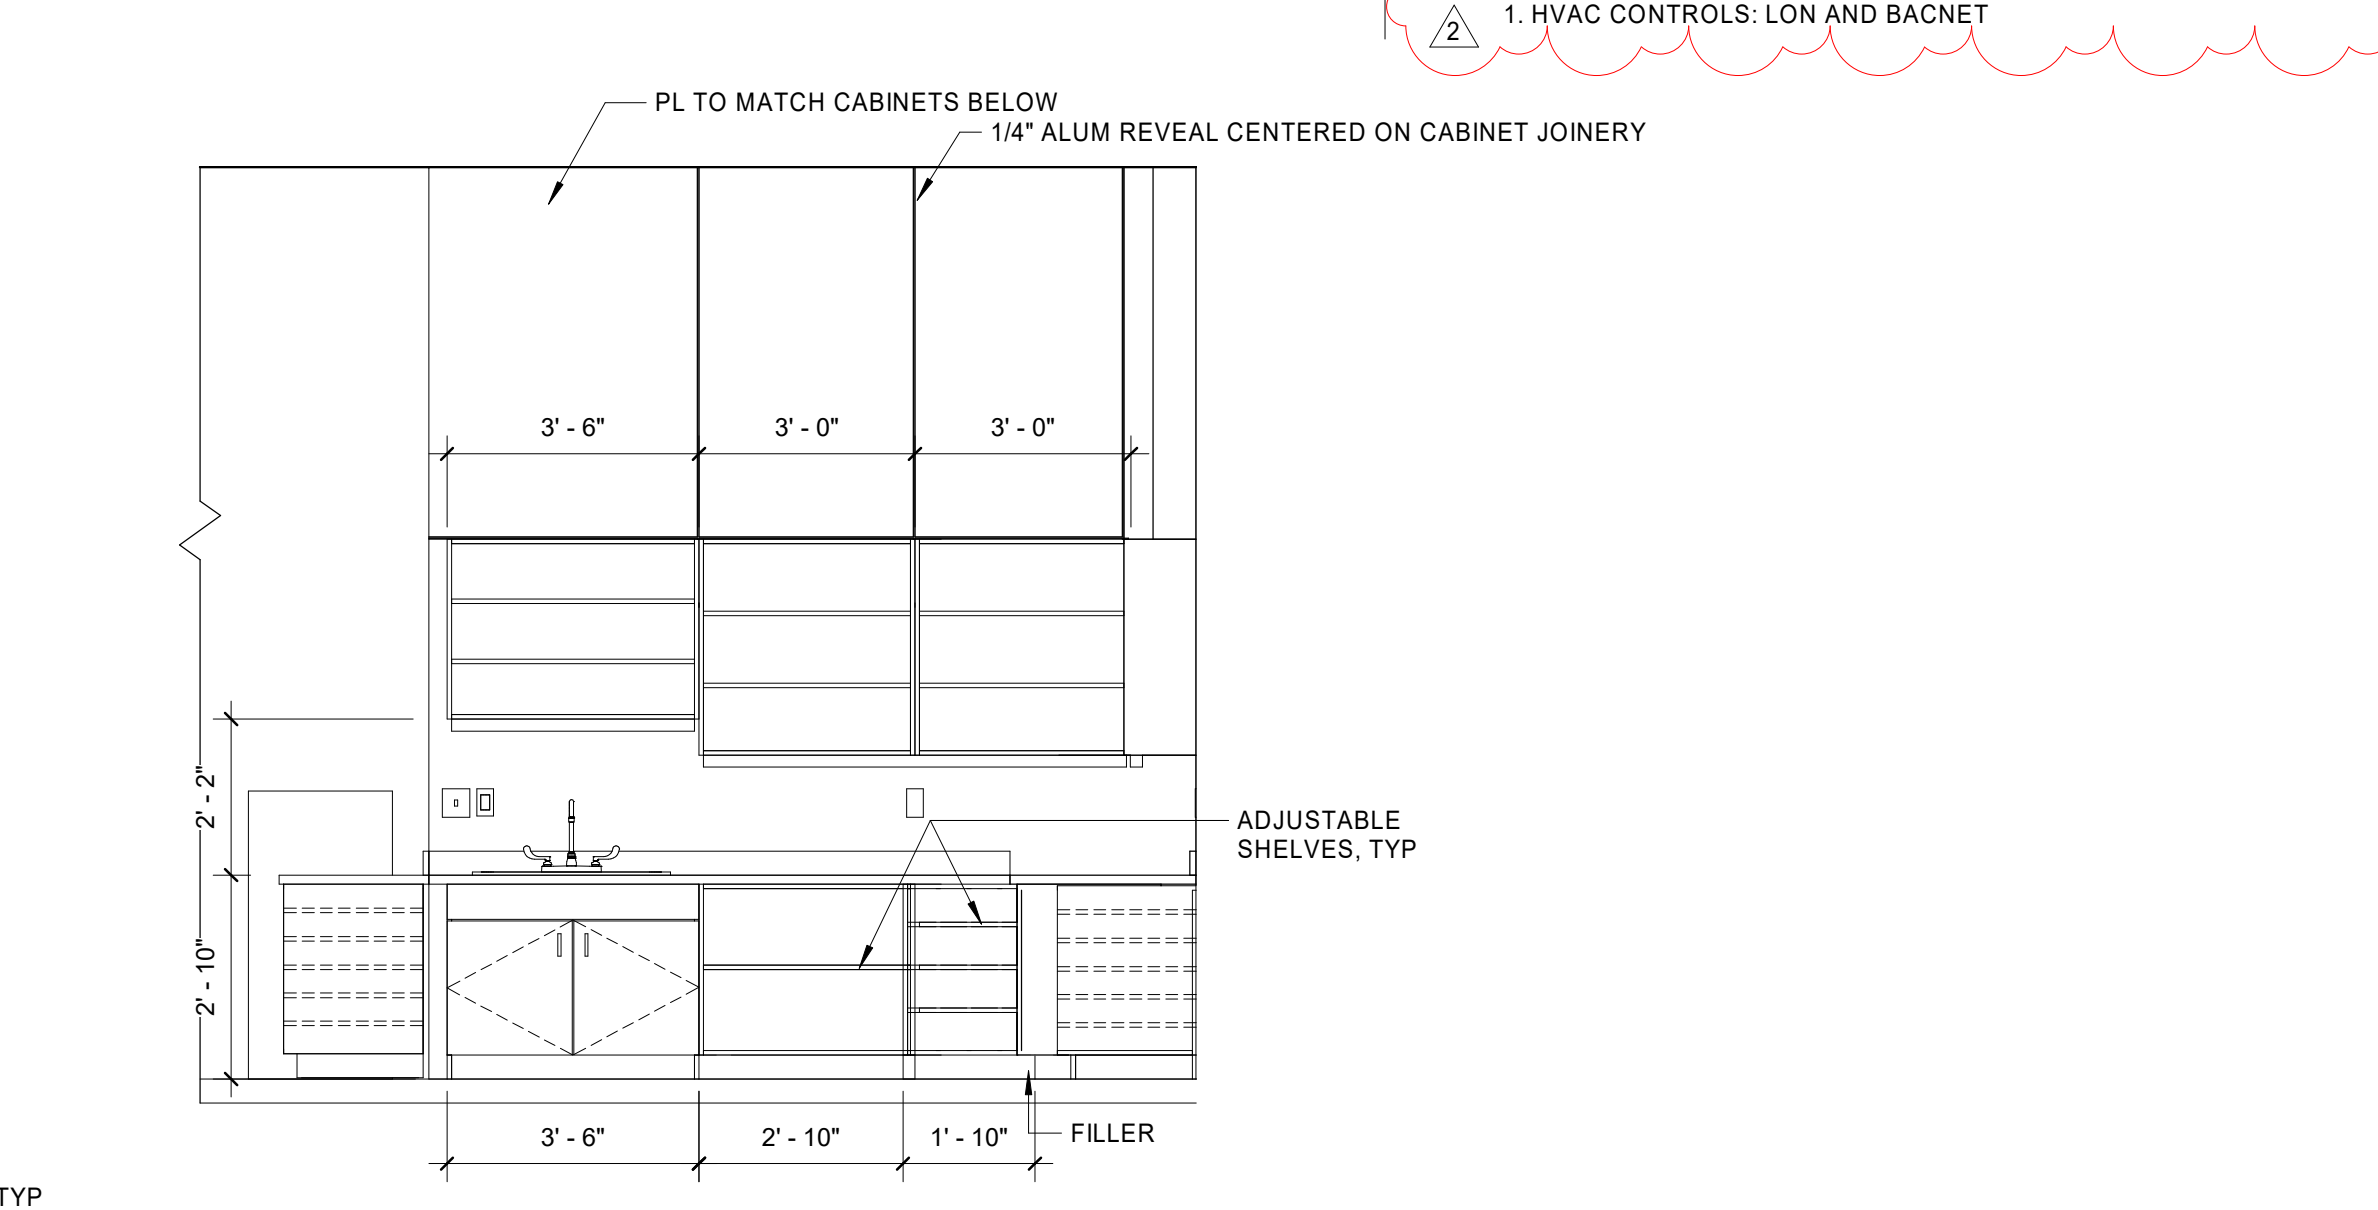 1. HVAC CONTROLS: LON AND BACNET
2
PL TO MATCH CABINETS BELOW
1/4" ALUM REVEAL CENTERED ON CABINET JOINERY
3' - 6"
3' - 0"
3' - 0"
2' - 2"
ADJUSTABLE
SHELVES, TYP
2' - 10"
3' - 6"
2' - 10"
1' - 10"
FILLER
TYP